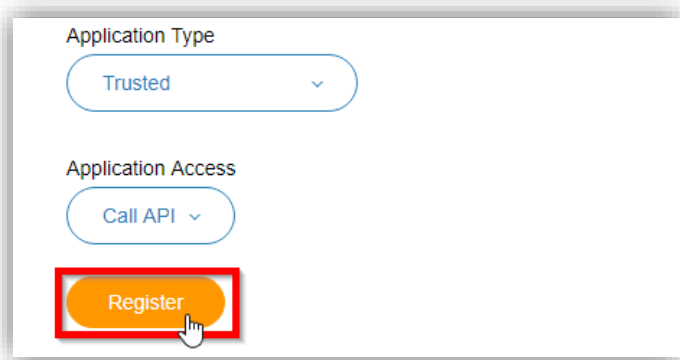 Application Type
Trusted
Application Access
Call API
Register